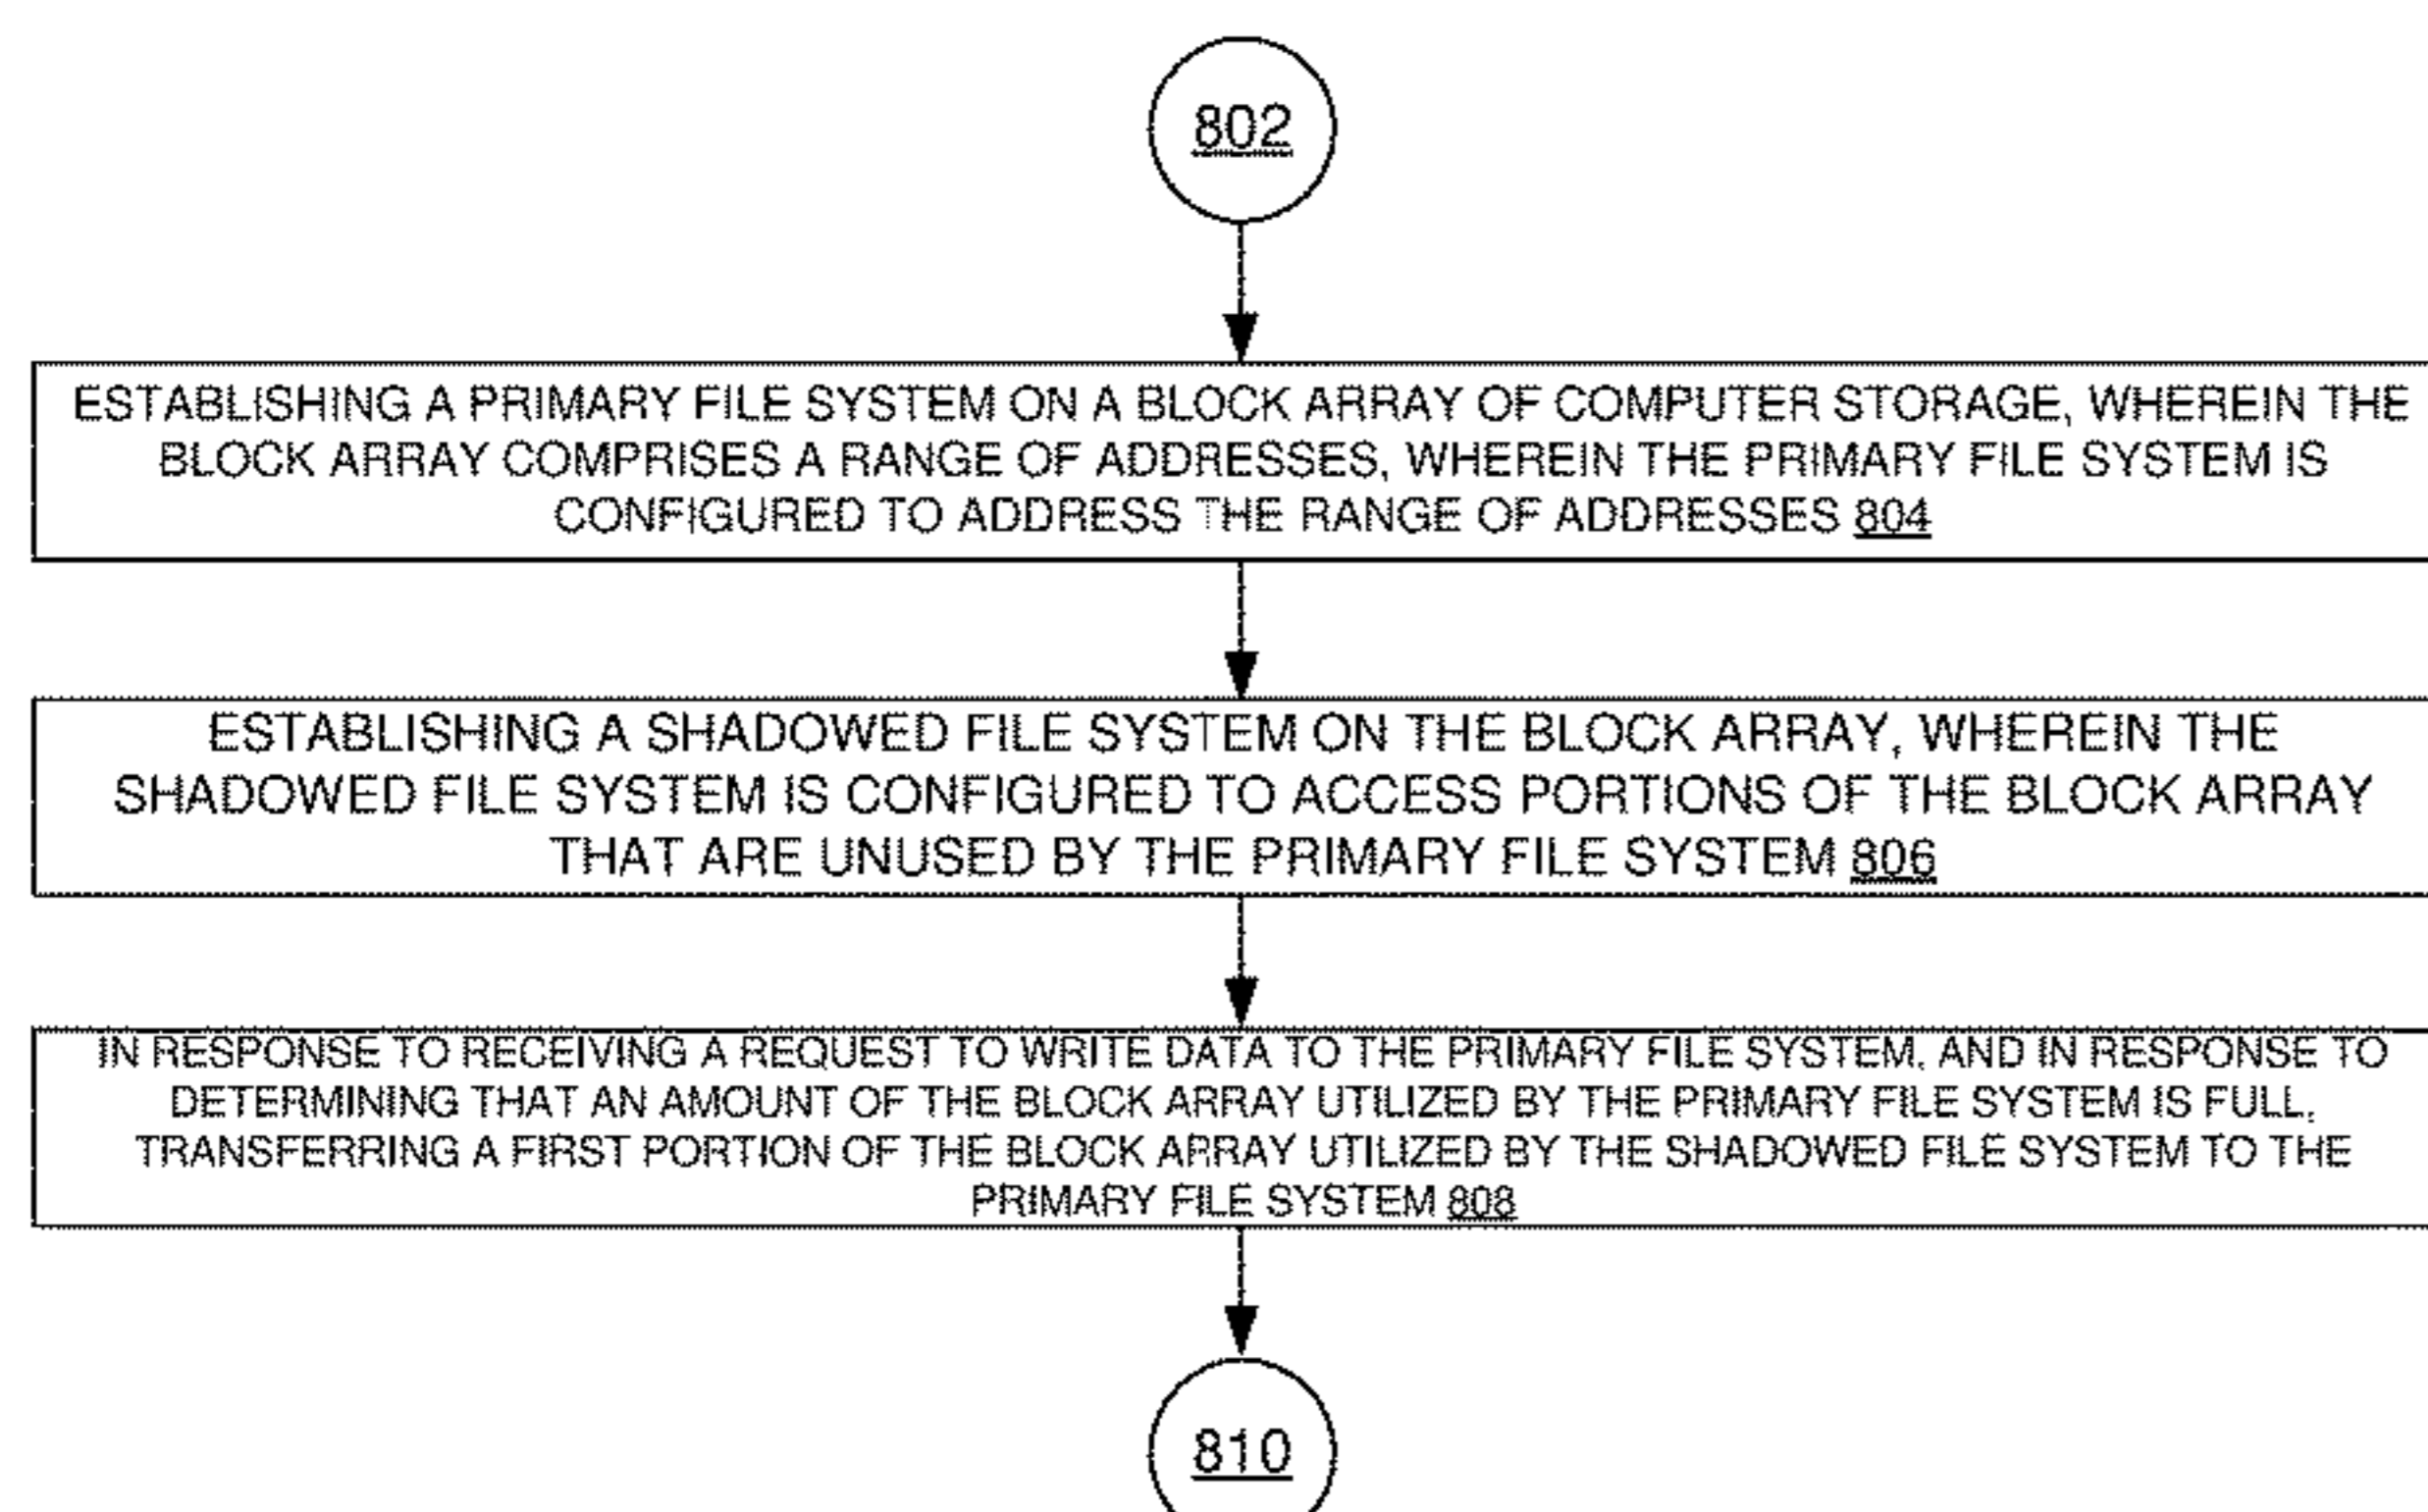 802
ESTABLISHING A PRIMARY FILE SYSTEM ON A BLOCK ARRAY OF COMPUTER STORAGE, WHEREIN THE
BLOCK ARRAY COMPRISES A RANGE OF ADDRESSES, WHEREIN THE PRIMARY FILE SYSTEM IS
CONFIGURED TO ADDRESS THE RANGE OF ADDRESSES 804
ESTABLISHING A SHADOWED FILE SYSTEM ON THE BLOCK ARRAY, WHEREIN THE
SHADOWED FILE SYSTEM IS CONFIGURED TO ACCESS PORTIONS OF THE BLOCK ARRAY
THAT ARE UNUSED BY THE PRIMARY FILE SYSTEM 806
IN RESPONSE TO RECEIVING A REQUEST TO WRITE DATA TO THE PRIMARY FILE SYSTEM, AND IN RESPONSE TO
DETERMINING THAT AN AMOUNT OF THE BLOCK ARRAY UTILIZED BY THE PRIMARY FILE SYSTEM IS FULL,
TRANSFERRING A FIRST PORTION OF THE BLOCK ARRAY UTILIZED BY THE SHADOWED FILE SYSTEM TO THE
PRIMARY FILE SYSTEM 808
810